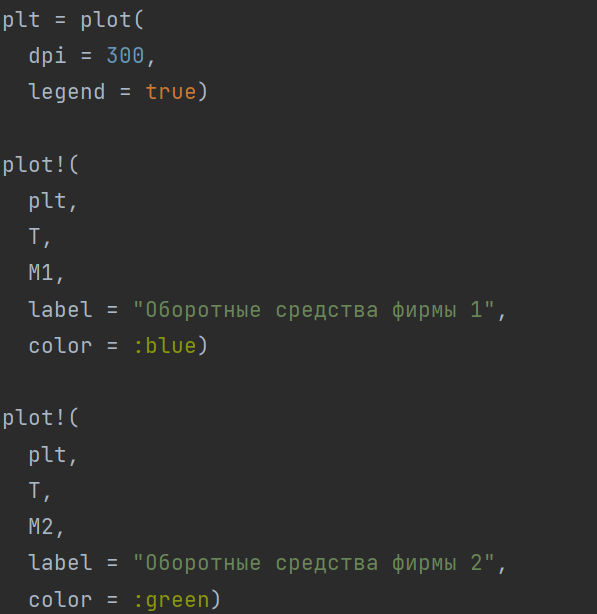 plt = plot(
  dpi = 300,
  legend = true)

plot!(
  plt,
  T,
  M1,
  label = "Оборотные средства фирмы 1",
  color = :blue)

plot!(
  plt,
  T,
  M2,
  label = "Оборотные средства фирмы 2",
  color = :green)